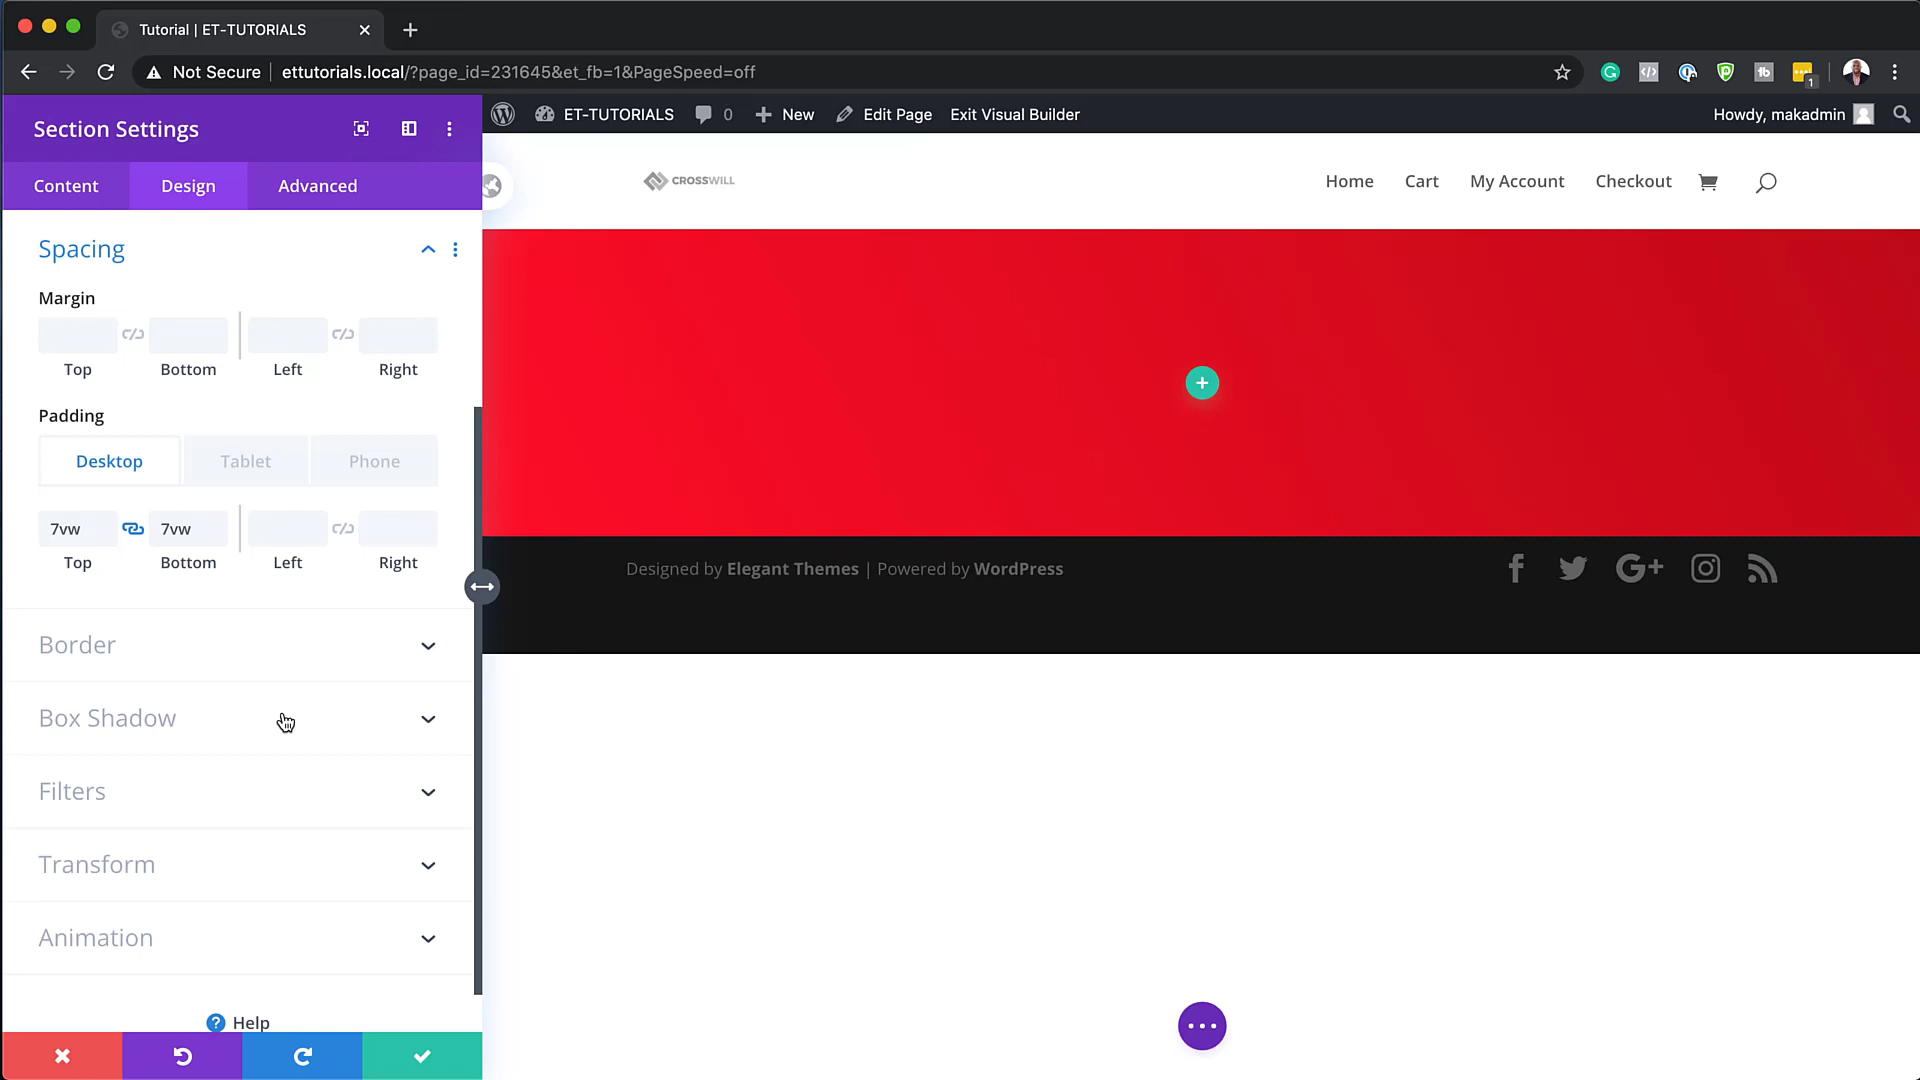 Tutorial | ET-TUTORIALS
Not Secure | ettutorials.local/?page_id=231645&et_fb=1&PageSpeed=off
1
Section Settings
ET-TUTORIALS 0 New Edit Page Exit Visual Builder Howdy, makadmin
Content Design Advanced
CROSSWILL Home Cart My Account Checkout
Spacing
Margin
Top Bottom Left Right
Padding
Desktop Tablet Phone
7vw 7vw
Top Bottom Left Right
Designed by Elegant Themes | Powered by WordPress
Border
Box Shadow
Filters
Transform
Animation
Help